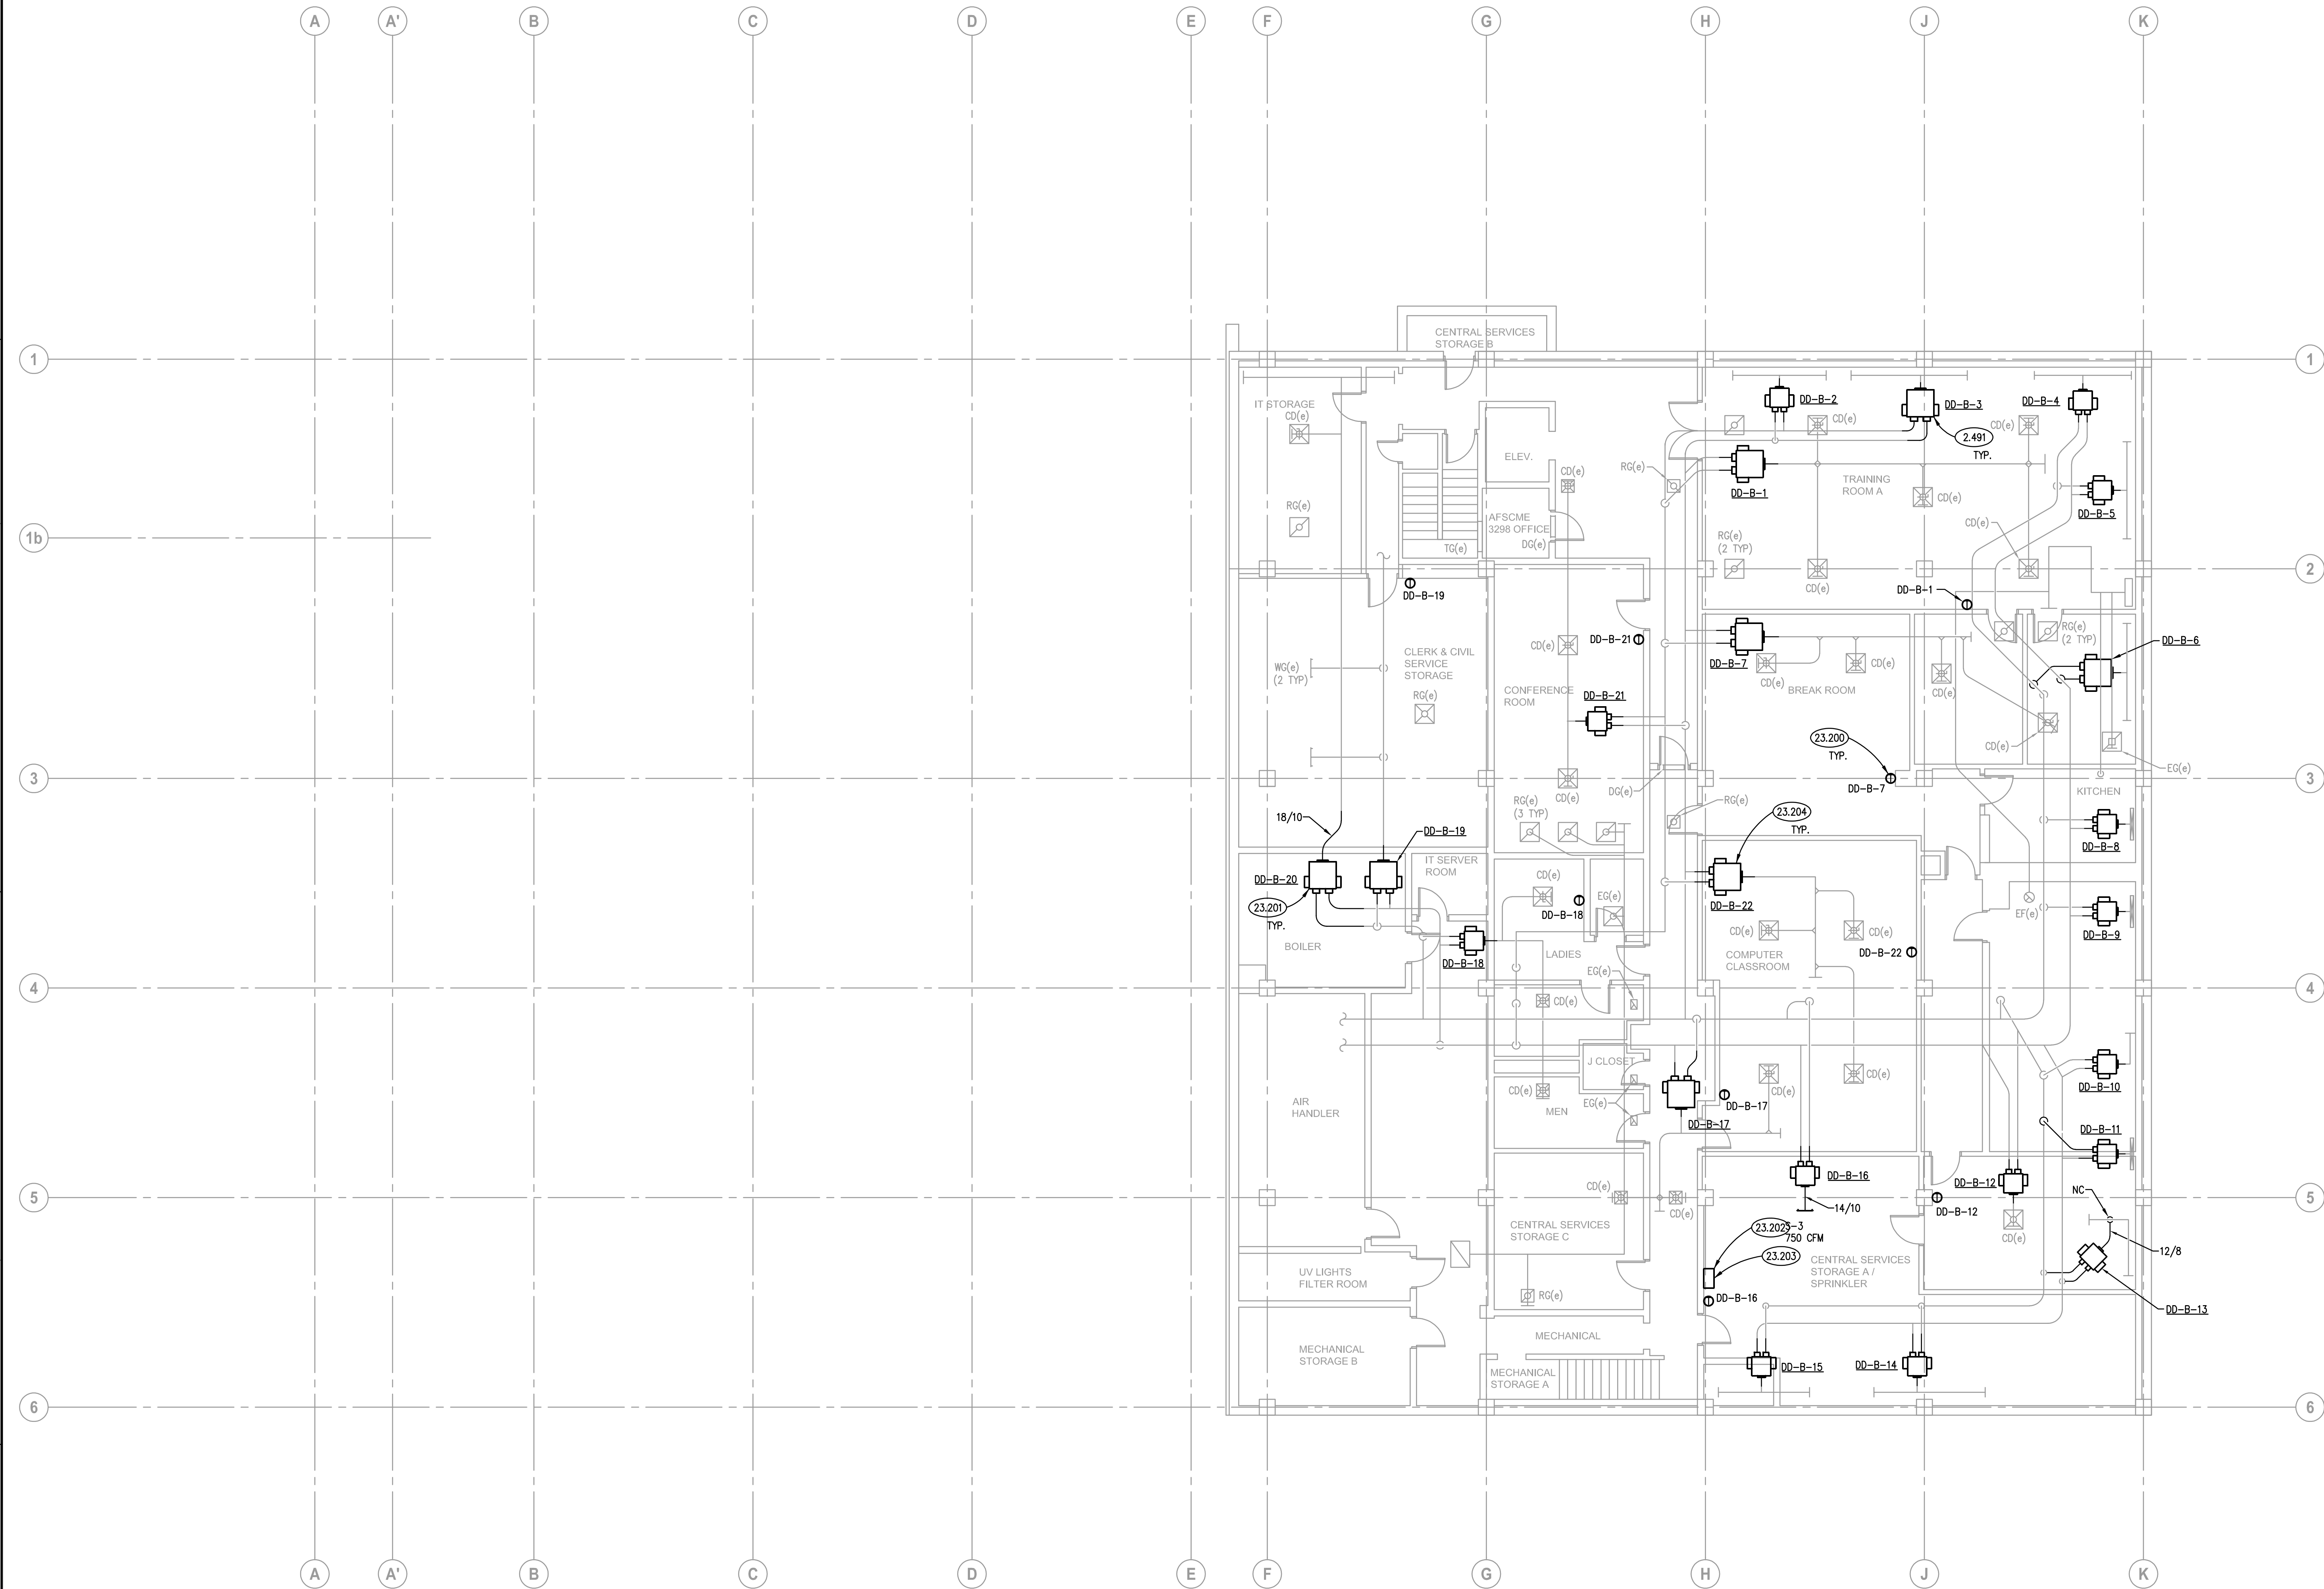 A
A'
B
C
D
E
F
G
H
J
K
CENTRAL SERVICES
STORAGE B
1
1
IT STORAGE
CD(e)
RG(e)
ELEV.
AFSCME
3298 OFFICE
TG(e)
DG(e)
CD(e)
RG(e)
DD-B-2
DD-B-3
DD-B-4
CD(e)
CD(e)
2.491
TYP.
DD-B-1
TRAINING
ROOM A
CD(e)
DD-B-5
CD(e)
RG(e)
(2 TYP)
CD(e)
1b
2
2
DD-B-19
DD-B-1
DD-B-21
CD(e)
CLERK & CIVIL
SERVICE
STORAGE
WG(e)
(2 TYP)
RG(e)
CONFERENCE
ROOM
DD-B-21
DD-B-7
CD(e)
CD(e)
BREAK ROOM
CD(e)
RG(e)
(2 TYP)
DD-B-6
CD(e)
EG(e)
23.200
TYP.
DD-B-7
3
3
CD(e)
DG(e)
RG(e)
(3 TYP)
RG(e)
KITCHEN
18/10
DD-B-19
23.204
TYP.
DD-B-8
IT SERVER
ROOM
DD-B-20
23.201
TYP.
BOILER
DD-B-18
CD(e)
DD-B-18
EG(e)
LADIES
EG(e)
DD-B-22
CD(e)
CD(e)
COMPUTER
CLASSROOM
DD-B-22
EF(e)
DD-B-9
4
4
CD(e)
J CLOSET
CD(e)
EG(e)
MEN
AIR
HANDLER
DD-B-17
DD-B-17
CD(e)
CD(e)
DD-B-10
DD-B-11
DD-B-16
14/10
DD-B-12
DD-B-12
CD(e)
NC
12/8
DD-B-13
5
5
CD(e)
CD(e)
CENTRAL SERVICES
STORAGE C
23.202
S-3
750 CFM
23.203
CENTRAL SERVICES
STORAGE A /
SPRINKLER
DD-B-16
UV LIGHTS
FILTER ROOM
RG(e)
MECHANICAL
MECHANICAL
STORAGE B
MECHANICAL
STORAGE A
DD-B-15
DD-B-14
6
6
A
A'
B
C
D
E
F
G
H
J
K